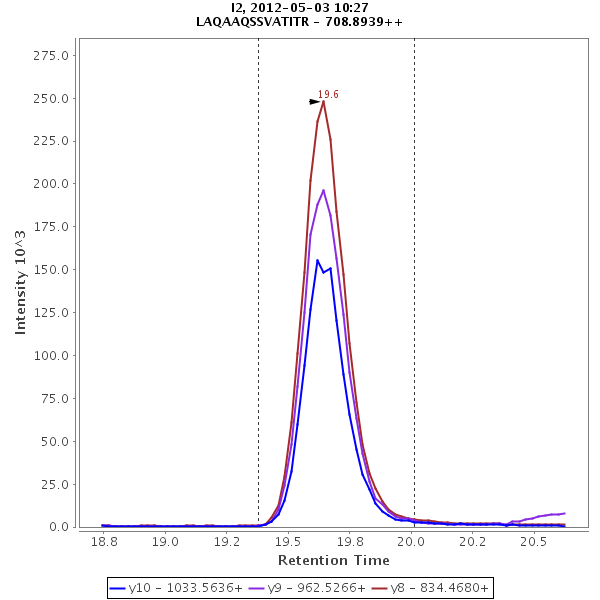 I2, 2012-05-03 10:27
LAQAAQSSVATITR - 708.8939++
275.0
250.0
225.0
200.0
175.0
150.0
125.0
100.0
75.0
50.0
25.0
0.0
Intensity 10^3
19.6
18.8 19.0 19.2 19.5 19.8 20.0 20.2 20.5
Retention Time
y10 - 1033.5636+ y9 - 962.5266+ y8 - 834.4680+